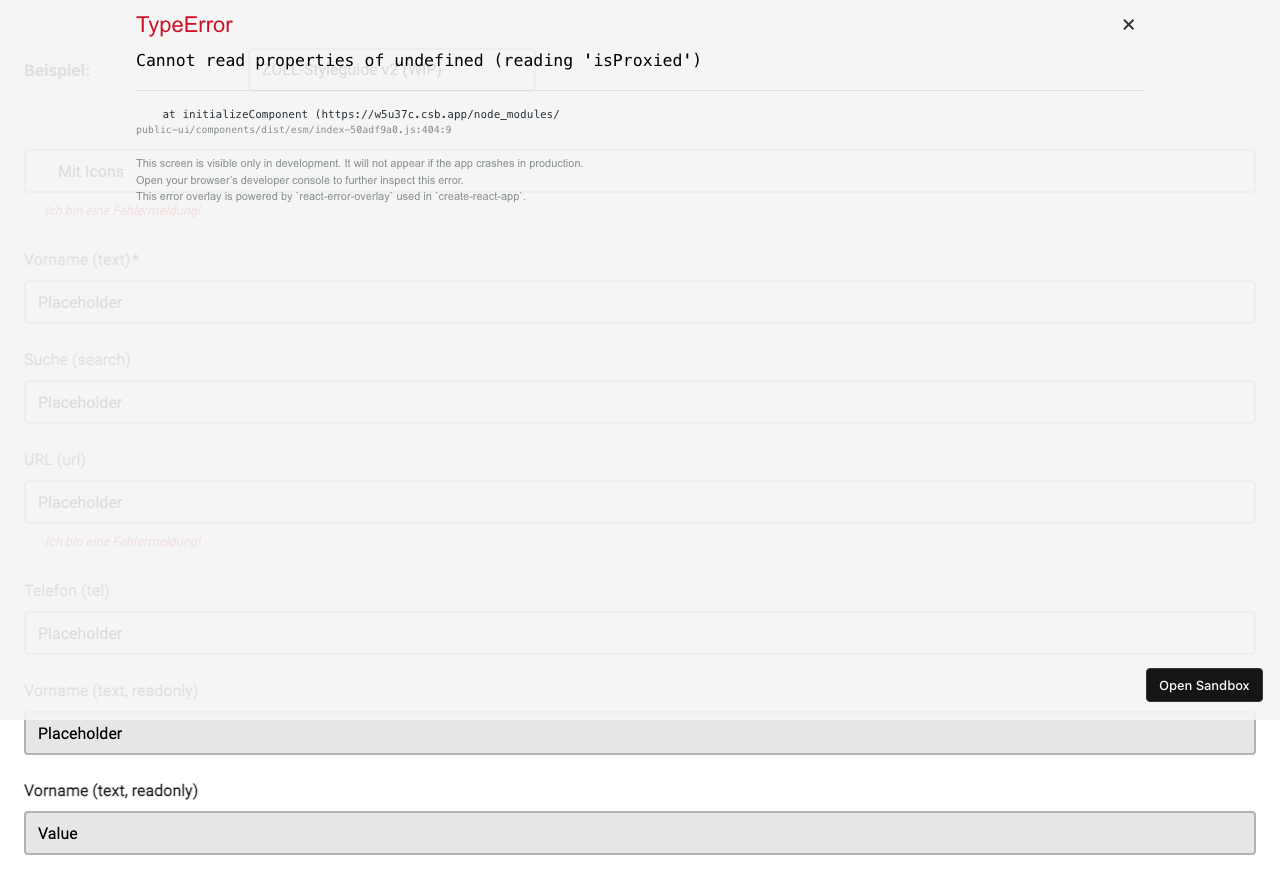 TypeError
Cannot read properties of undefined (reading 'isProxied')
Beispiel:
ZOLL-Styleguide v2 (WIP)
at initializeComponent (https://w5u37c.csb.app/node_modules/
public-ui/components/dist/esm/index-50adf9a0.js:404:9
This screen is visible only in development. It will not appear if the app crashes in production.
Mit Icons
Open your browser’s developer console to further inspect this error.
This error overlay is powered by `react-error-overlay` used in `create-react-app`.
Ich bin eine Fehlermeldung!
Vorname (text)*
Placeholder
Suche (search)
Placeholder
URL (url)
Placeholder
Ich bin eine Fehlermeldung!
Telefon (tel)
Placeholder
Vorname (text, readonly)
Open Sandbox
Placeholder
Vorname (text, readonly)
Value